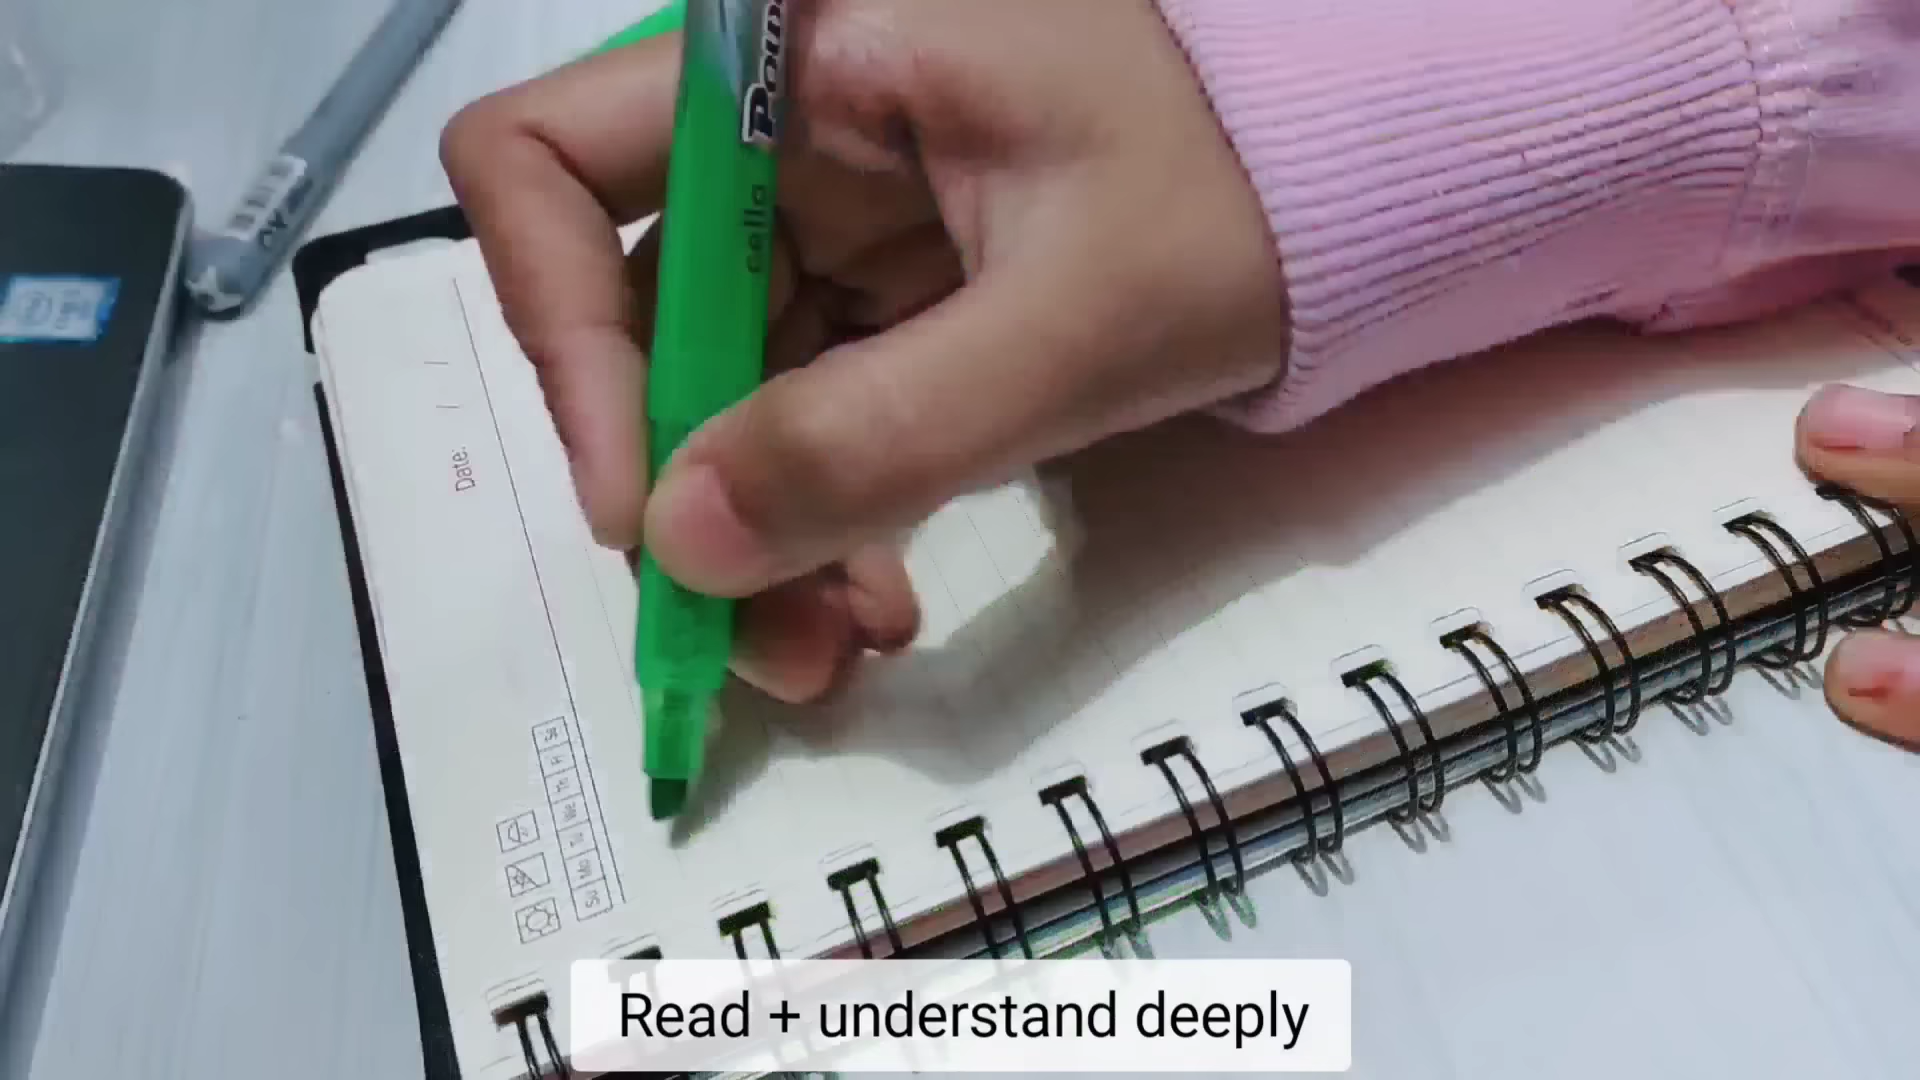 cello
Date: / /
Su Mo Tu We Th Fr Sa
Read + understand deeply